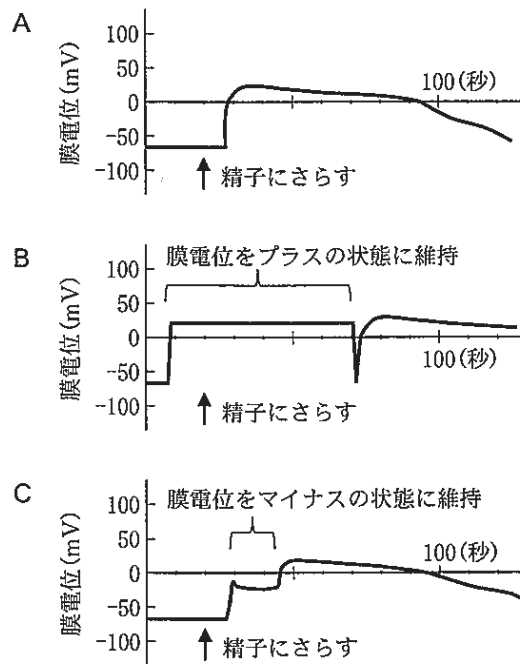 A
膜電位(mV)
100
50
0
-50
-100
100(秒)
精子にさらす
B
膜電位をプラスの状態に維持
膜電位(mV)
100
50
0
-50
-100
100(秒)
精子にさらす
C
膜電位をマイナスの状態に維持
膜電位(mV)
100
50
0
-50
-100
100(秒)
精子にさらす